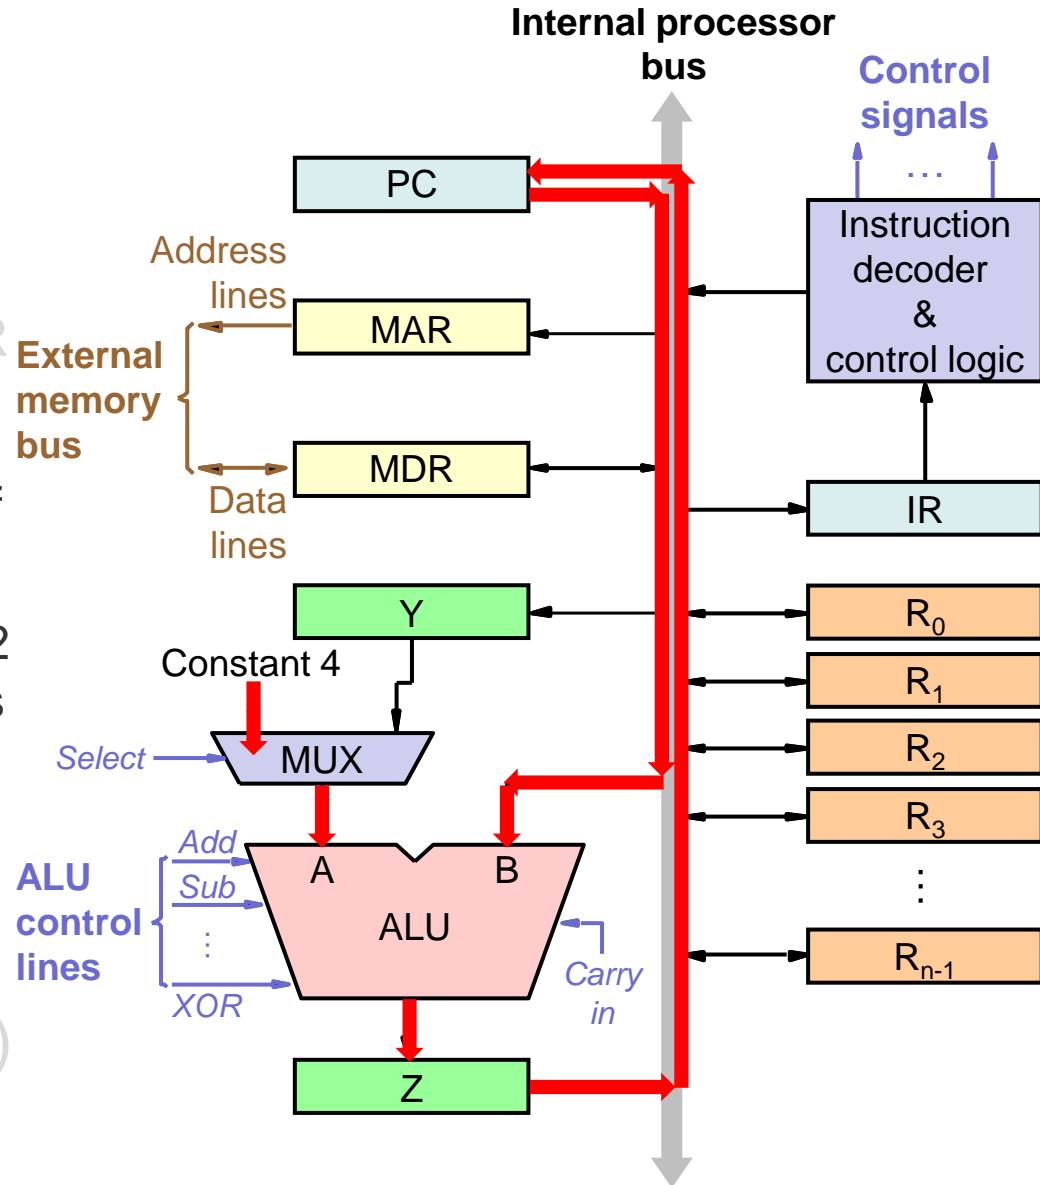 Internal processor
bus
Control
signals
...
PC
Instruction
decoder
&
control logic
Address
lines
MAR
External
memory
bus
MDR
Data
lines
IR
Y
R0
Constant 4
R1
Select
MUX
R2
R3
Add
A
B
ALU
control
lines
Sub
⋮
ALU
⋮
XOR
Carry
in
Rn-1
Z